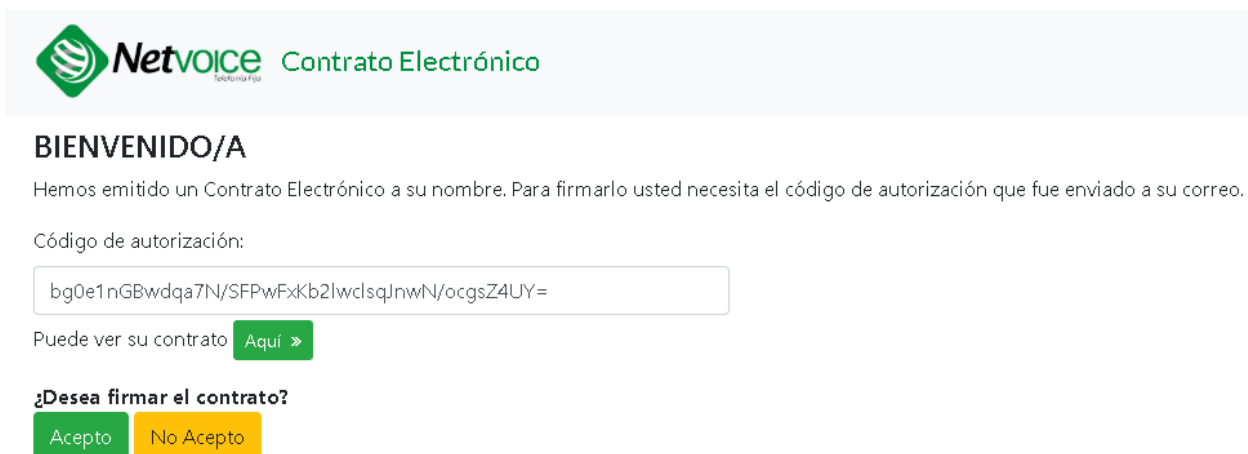 Netvoice
Telefonía Fija
Contrato Electrónico
BIENVENIDO/A
Hemos emitido un Contrato Electrónico a su nombre. Para firmarlo usted necesita el código de autorización que fue enviado a su correo.
Código de autorización:
bg0e1nGBwdqa7N/SFPwFxKb2lwclsqJnwN/ocgsZ4UY=
Puede ver su contrato Aquí »
¿Desea firmar el contrato?
Acepto No Acepto